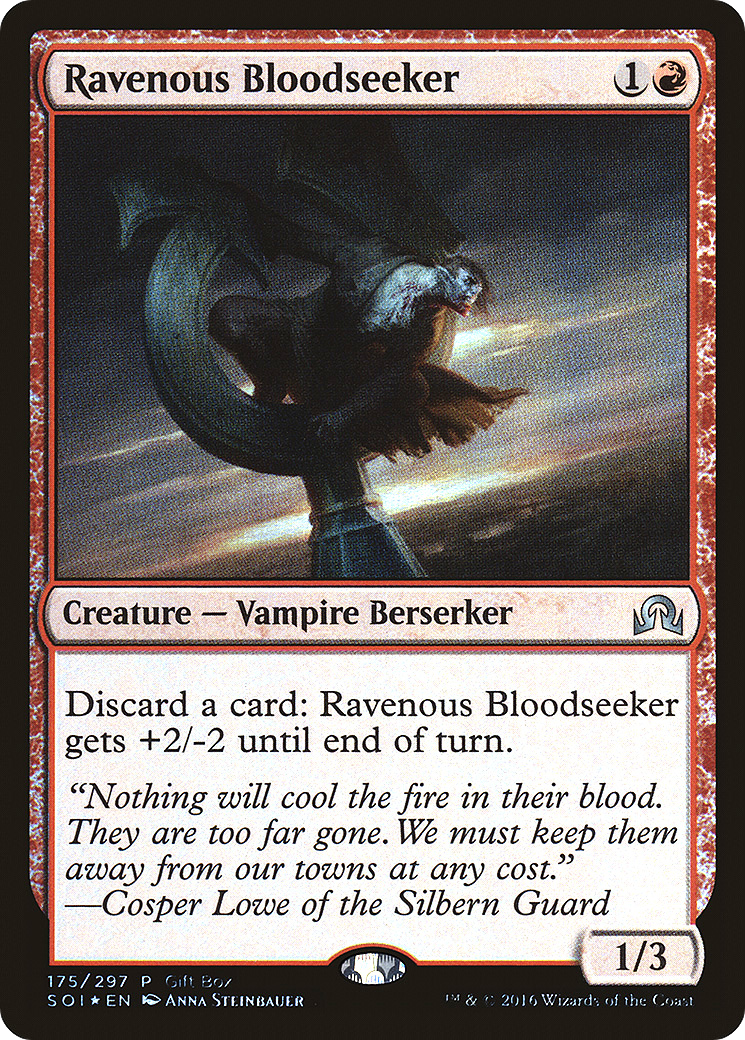 Ravenous Bloodseeker 1
Creature — Vampire Berserker
Discard a card: Ravenous Bloodseeker
gets +2/-2 until end of turn.
“Nothing will cool the fire in their blood.
They are too far gone. We must keep them
away from our towns at any cost.”
—Cosper Lowe of the Silbern Guard
1/3
175/297 P Gift Box
SOI★EN Anna Steinbauer
™ & © 2016 Wizards of the Coast